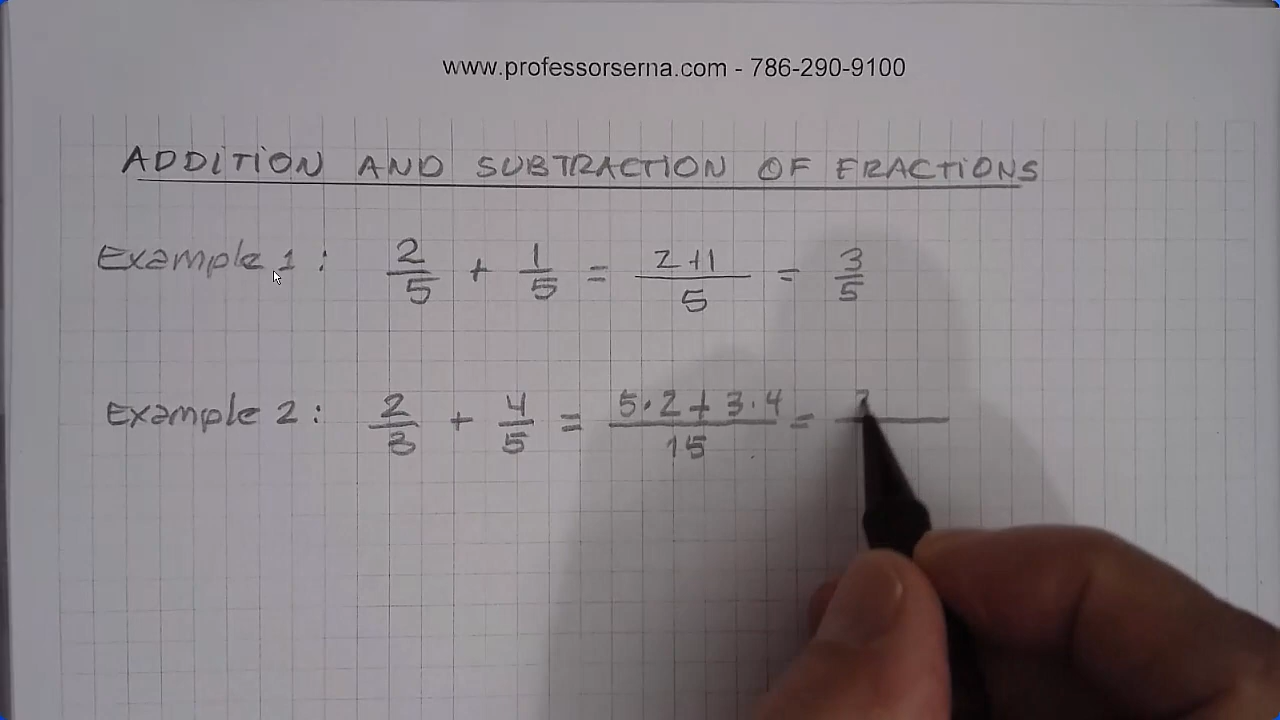 www.professorserna.com - 786-290-9100
ADDITION AND SUBTRACTION OF FRACTIONS
Example 1: 2/5 + 1/5 = 2+1/5 = 3/5
Example 2: 2/3 + 4/5 = 5·2+3·4/15 =